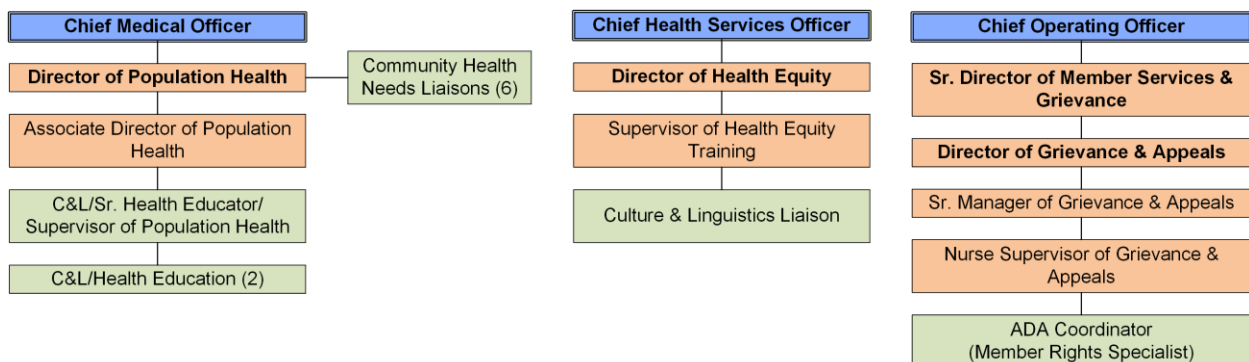 Chief Medical Officer
Director of Population Health
Community Health
Needs Liaisons (6)
Associate Director of Population
Health
C&L/Sr. Health Educator/
Supervisor of Population Health
C&L/Health Education (2)
Chief Health Services Officer
Director of Health Equity
Supervisor of Health Equity
Training
Culture & Linguistics Liaison
Chief Operating Officer
Sr. Director of Member Services &
Grievance
Director of Grievance & Appeals
Sr. Manager of Grievance & Appeals
Nurse Supervisor of Grievance &
Appeals
ADA Coordinator
(Member Rights Specialist)